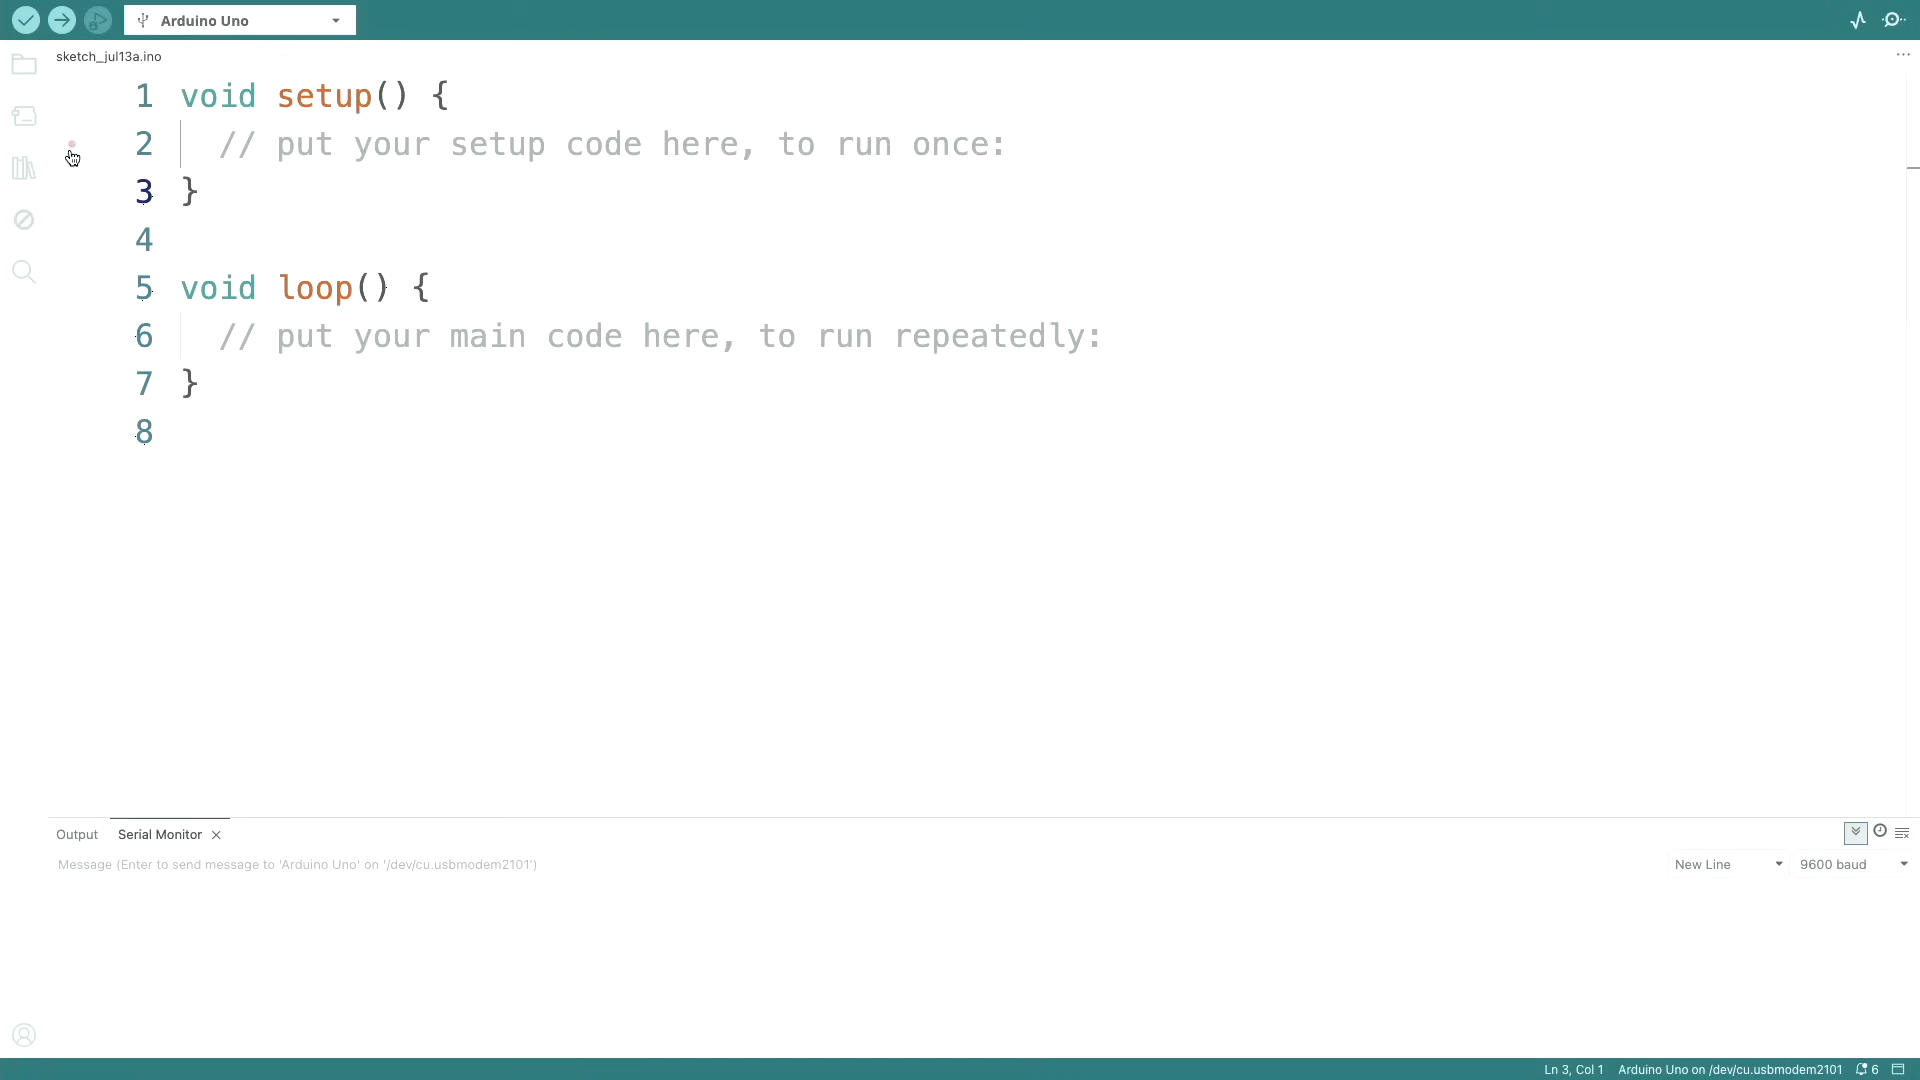 Arduino Uno
sketch_jul13a.ino
1 void setup() {
2 // put your setup code here, to run once:
3 }
4
5 void loop() {
6 // put your main code here, to run repeatedly:
7 }
8
Output Serial Monitor
Message (Enter to send message to 'Arduino Uno' on '/dev/cu.usbmodem2101')
New Line 9600 baud
Ln 3, Col 1 Arduino Uno on /dev/cu.usbmodem2101 6